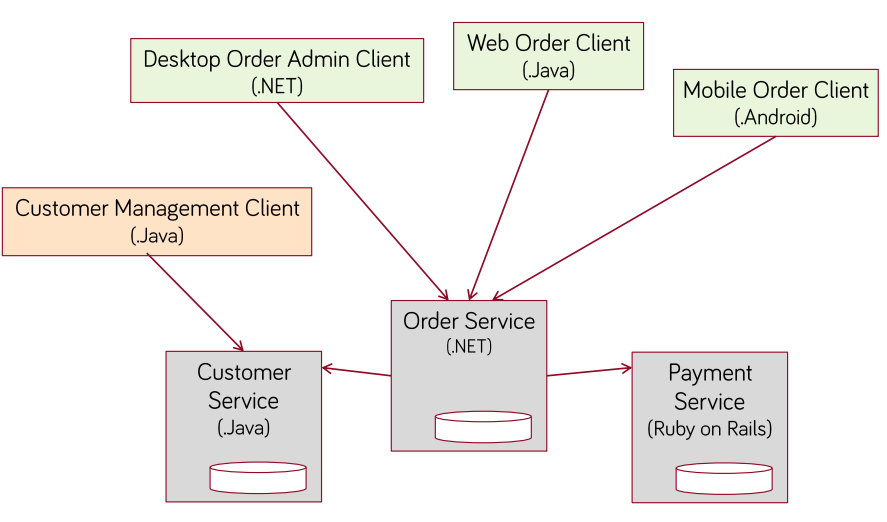 Web Order Client
(.Java)
Desktop Order Admin Client
(.NET)
Mobile Order Client
(.Android)
Customer Management Client
(.Java)
Order Service
(.NET)
Customer
Service
(.Java)
Payment
Service
(Ruby on Rails)